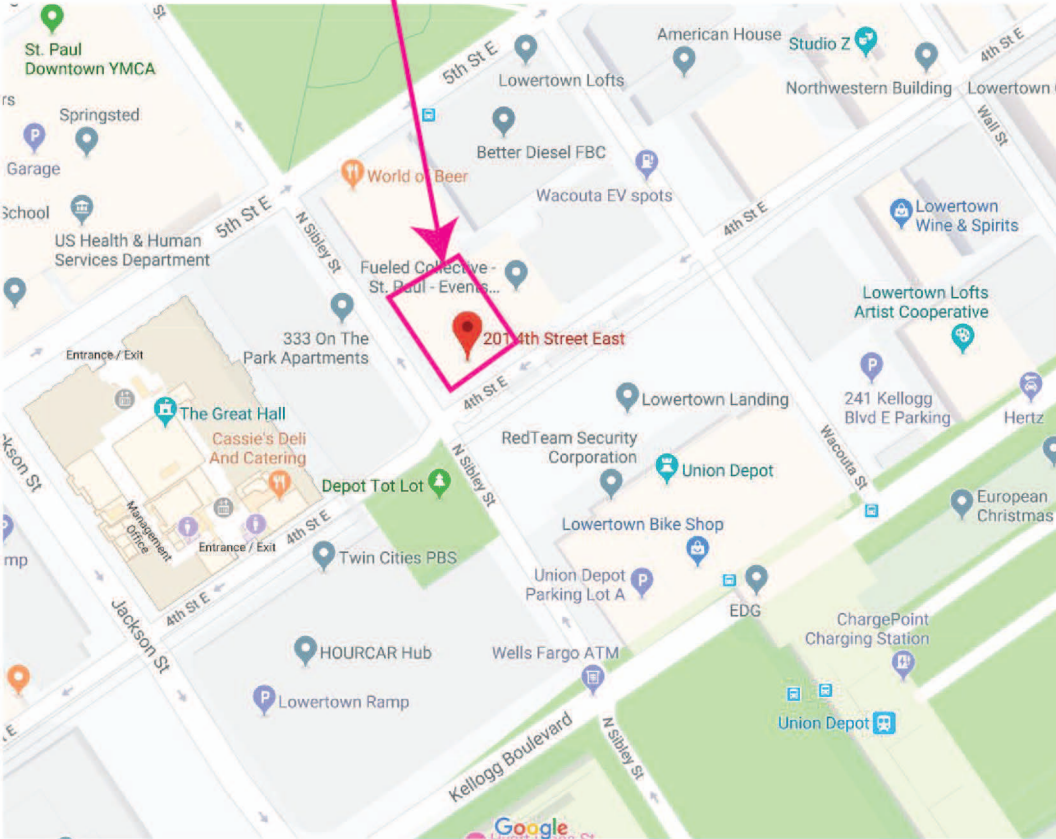 St. Paul
Downtown YMCA
St
5th St E
Lowertown Lofts
American House
Studio Z
4th St E
Northwestern Building
Lowertown
rs
Springsted
P
Garage
Better Diesel FBC
Wall St
World of Beer
Wacouta EV spots
School
US Health & Human
Services Department
5th St E
N Sibley St
4th St E
Lowertown
Wine & Spirits
Fueled Collective -
St. Paul - Events...
Lowertown Lofts
Artist Cooperative
333 On The
Park Apartments
201 4th Street East
Entrance / Exit
The Great Hall
Cassie's Deli
And Catering
4th St E
Lowertown Landing
P
241 Kellogg
Blvd E Parking
Hertz
kson St
RedTeam Security
Corporation
Union Depot
Wacouta St
Depot Tot Lot
N Sibley St
Management
Office
Entrance / Exit
4th St E
European
Christmas
Lowertown Bike Shop
mp
Twin Cities PBS
Union Depot
Parking Lot A
P
EDG
4th St E
Jackson St
ChargePoint
Charging Station
HOURCAR Hub
Wells Fargo ATM
P
Lowertown Ramp
Union Depot
E
Kellogg Boulevard
N Sibley St
Google